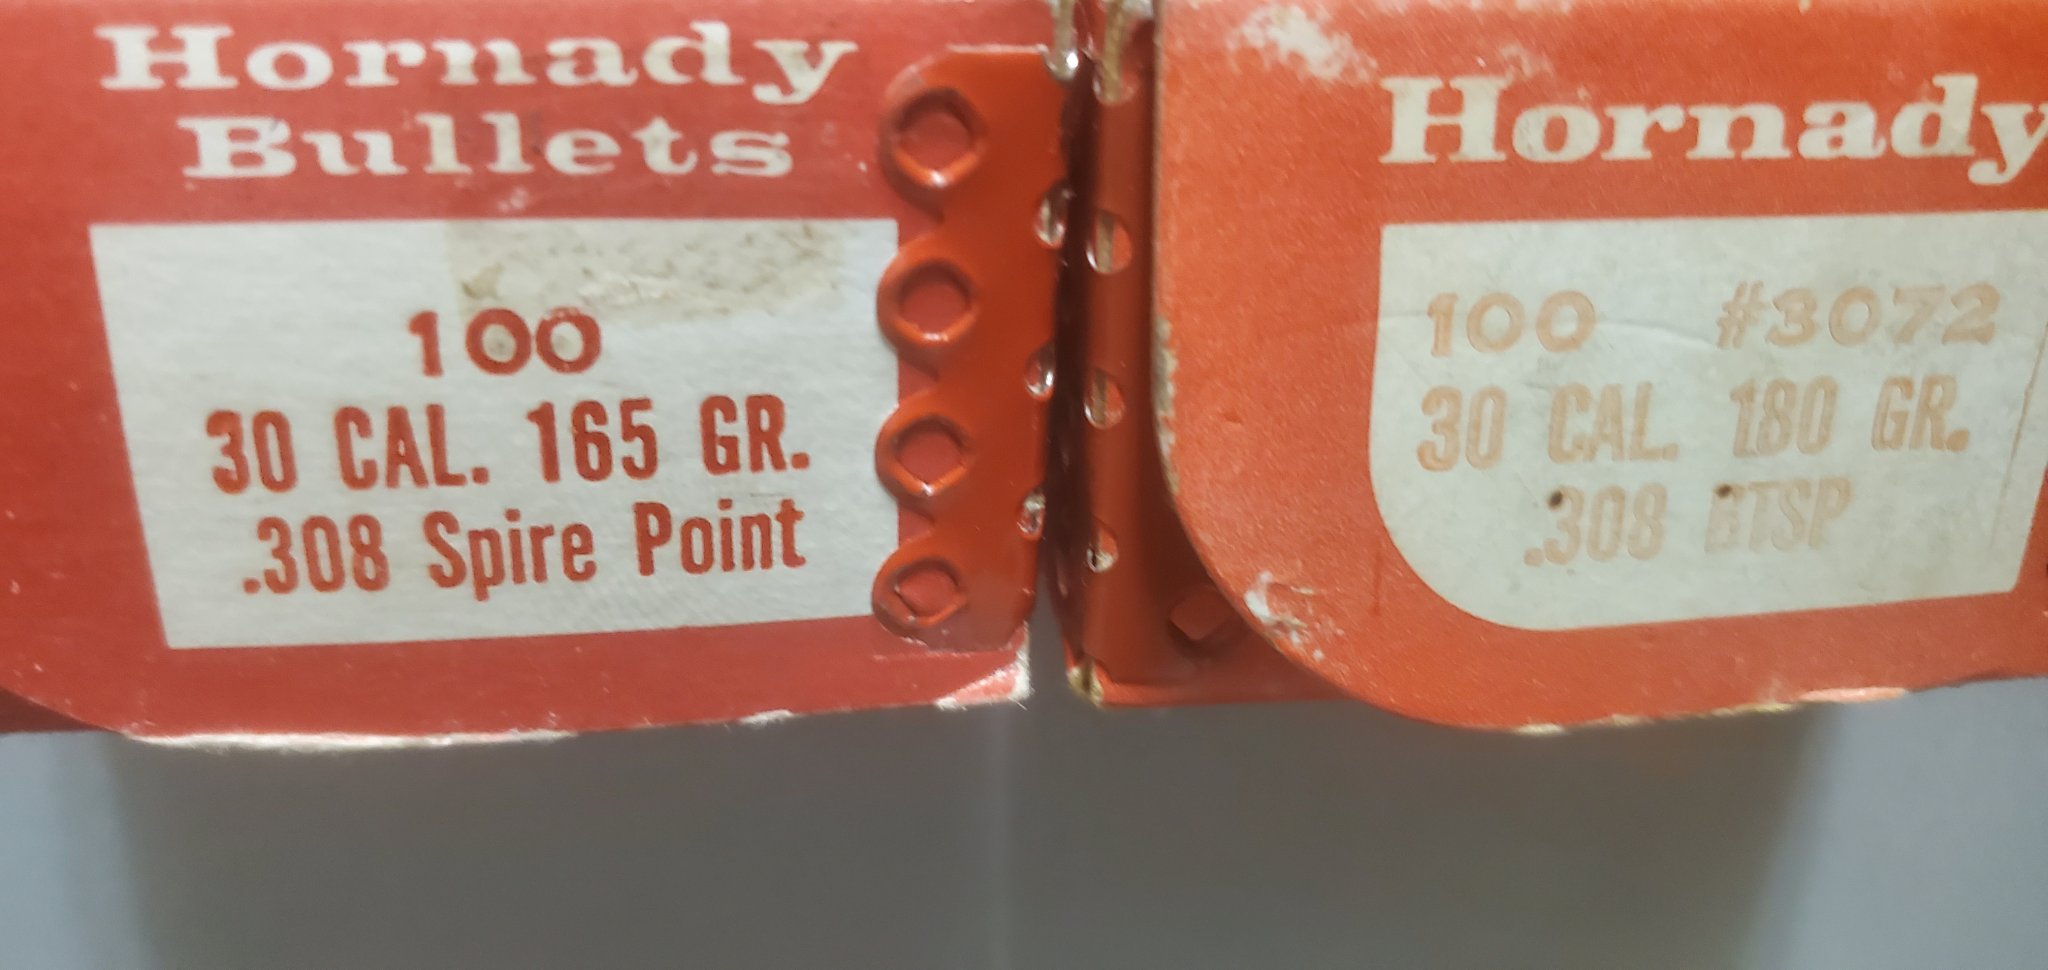 Hornady
Bullets
100
30 CAL. 165 GR.
.308 Spire Point
Hornady
100 #3072
30 CAL. 180 GR.
.308 BTSP